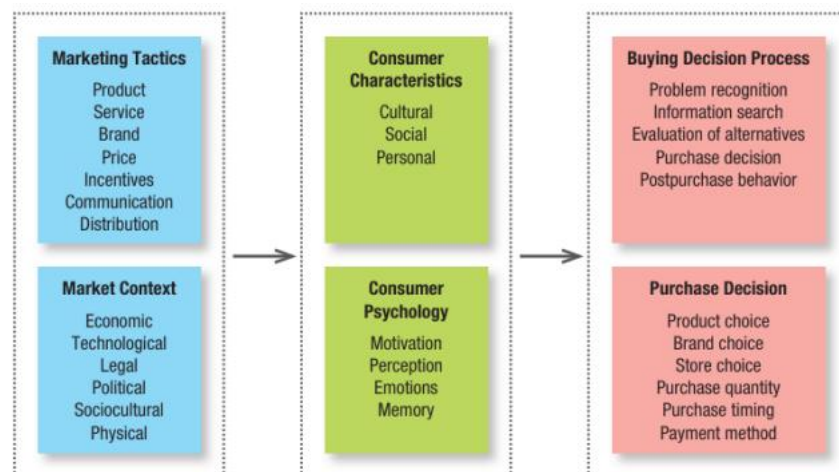 Marketing Tactics
Product
Service
Brand
Price
Incentives
Communication
Distribution
Market Context
Economic
Technological
Legal
Political
Sociocultural
Physical
Consumer
Characteristics
Cultural
Social
Personal
Consumer
Psychology
Motivation
Perception
Emotions
Memory
Buying Decision Process
Problem recognition
Information search
Evaluation of alternatives
Purchase decision
Postpurchase behavior
Purchase Decision
Product choice
Brand choice
Store choice
Purchase quantity
Purchase timing
Payment method